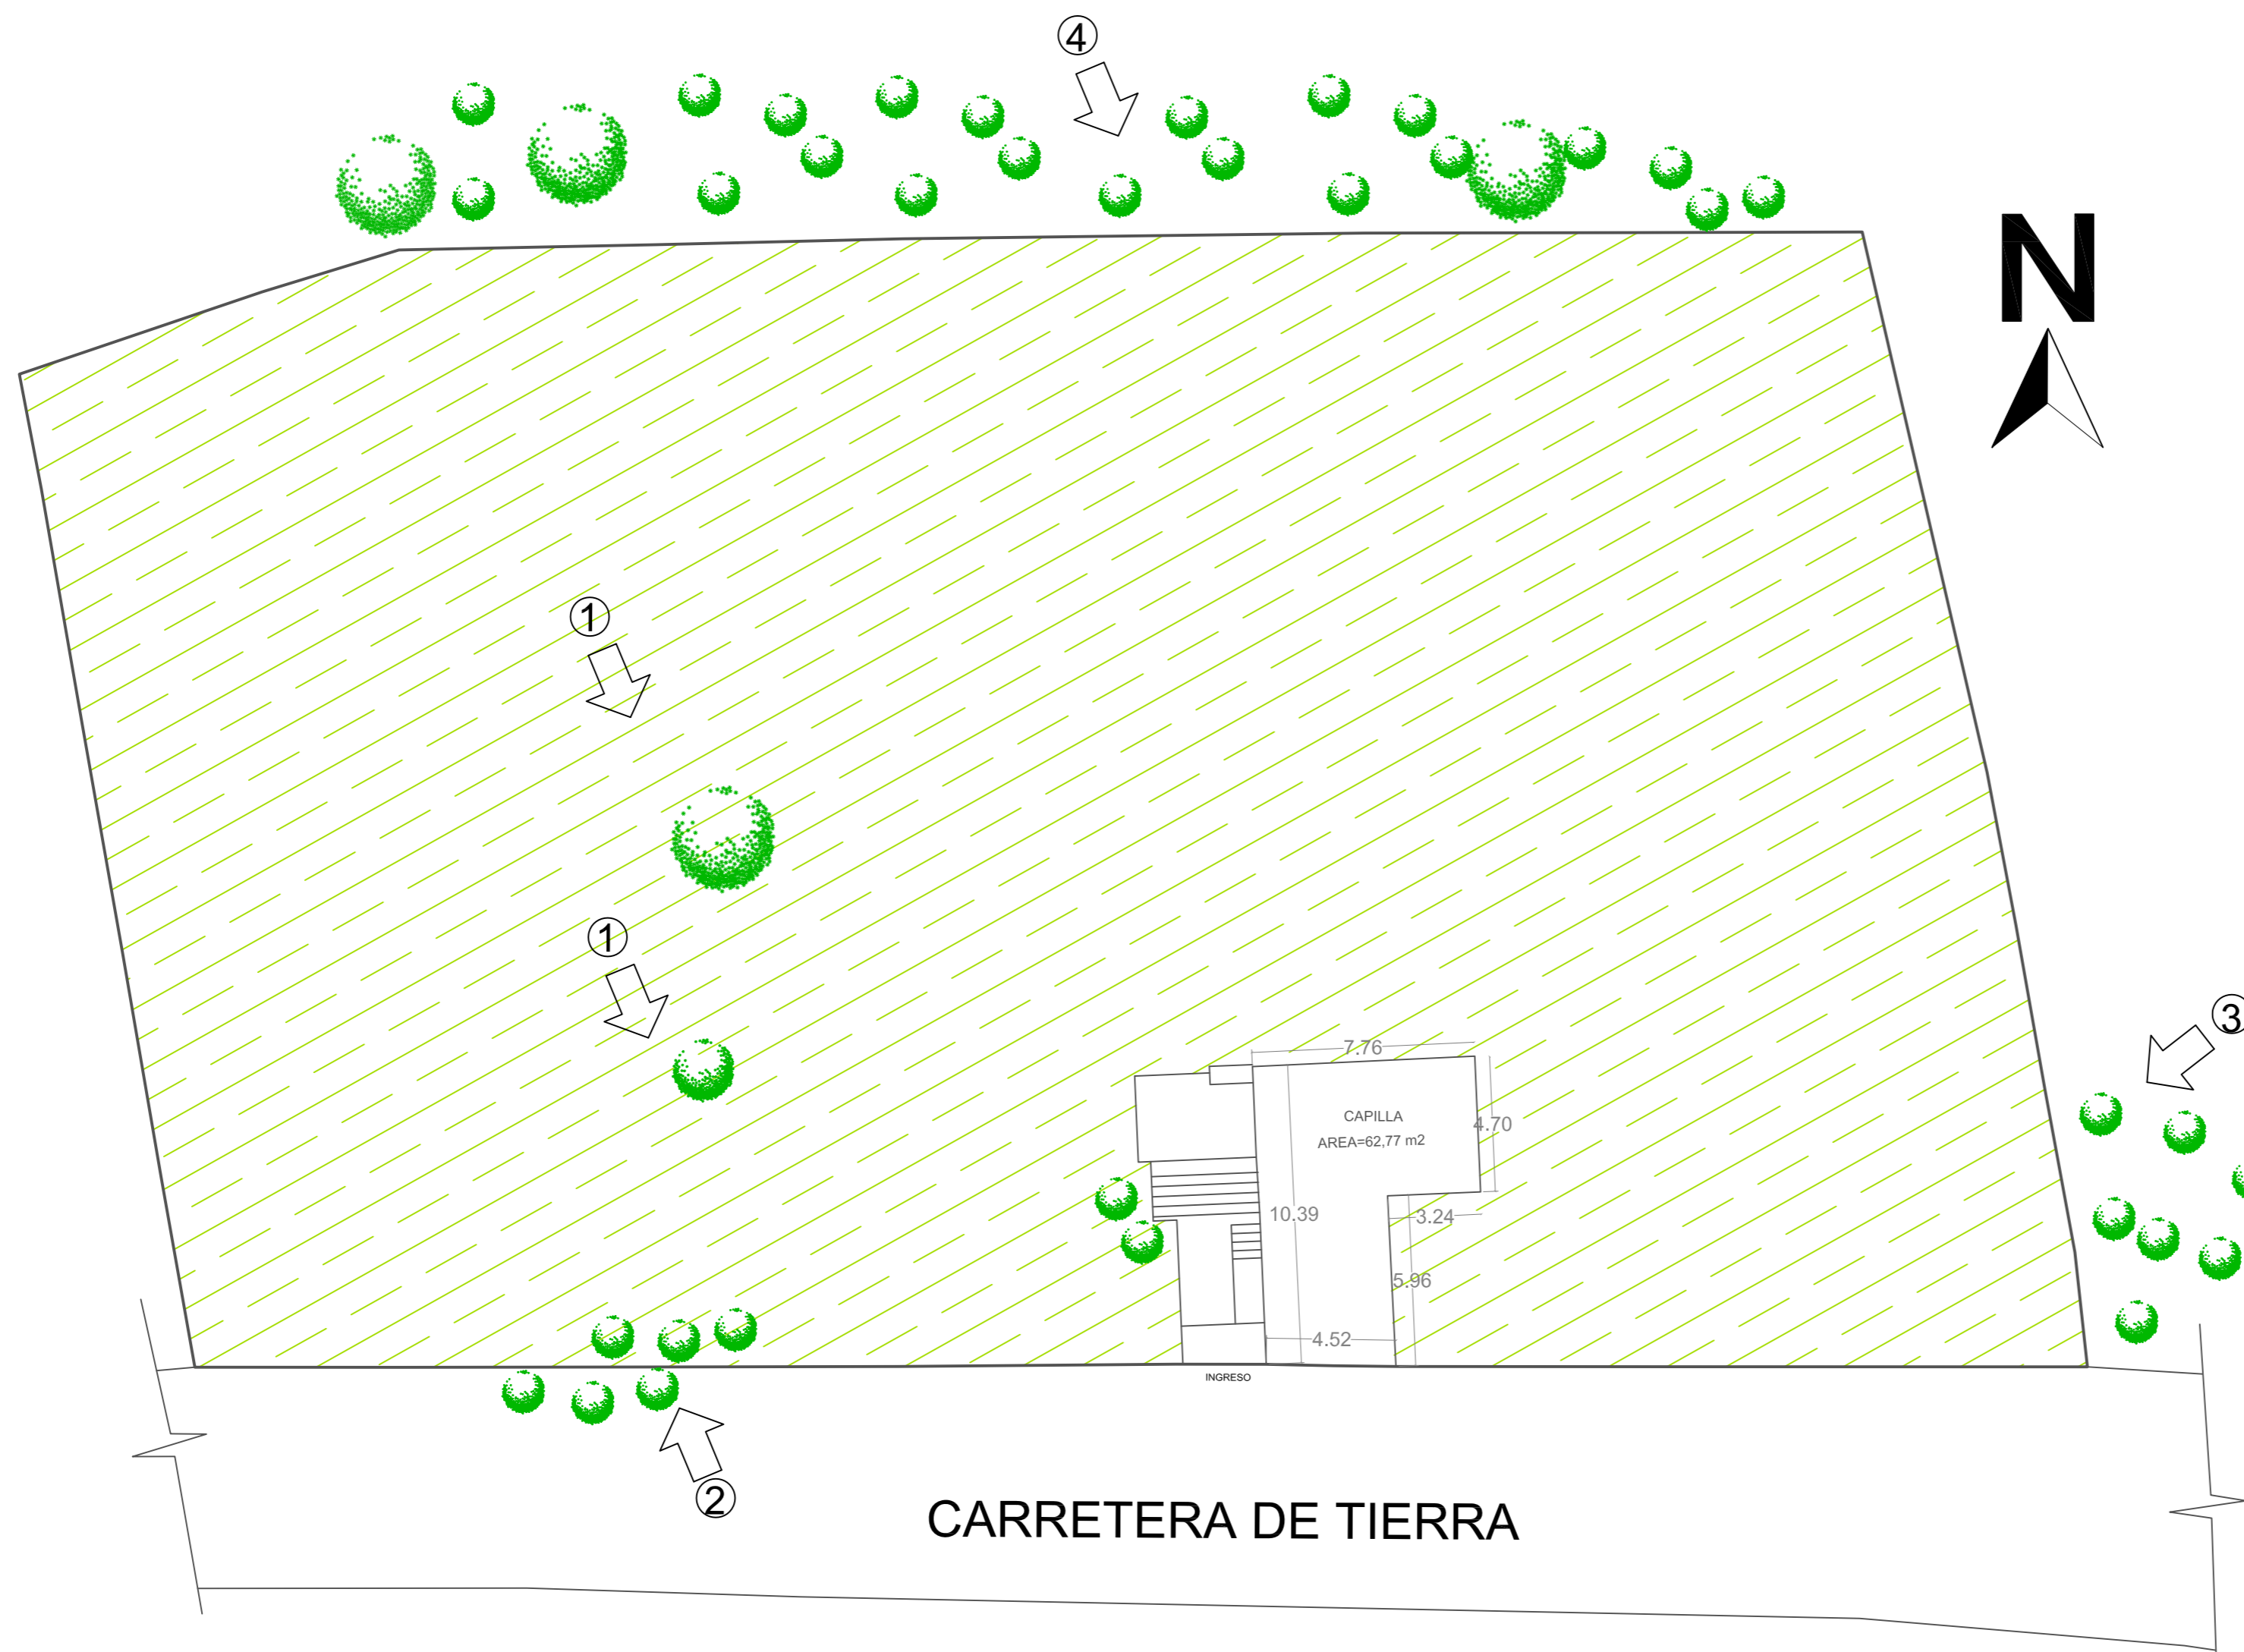 4
N
1
1
3
7.76
CAPILLA
AREA=62,77 m2
4.70
10.39
3.24
5.96
4.52
INGRESO
2
CARRETERA DE TIERRA